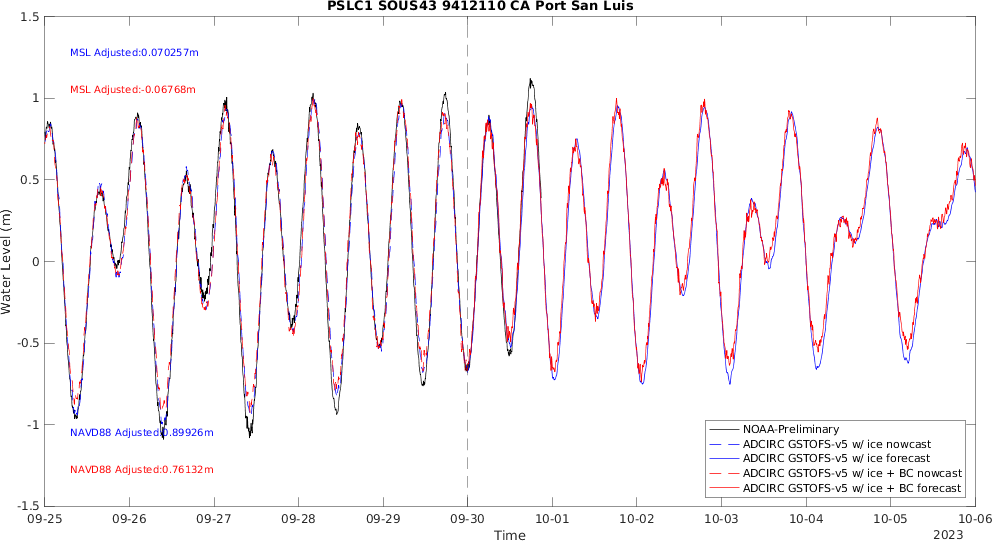 PSLC1 SOUS43 9412110 CA Port San Luis
1.5
MSL Adjusted:0.070257m
MSL Adjusted:-0.06768m
1
0.5
0
-0.5
-1
-1.5
Water Level (m)
NAVD88 Adjusted:0.89926m
NAVD88 Adjusted:0.76132m
NOAA-Preliminary
ADCIRC GSTOFS-v5 w/ ice nowcast
ADCIRC GSTOFS-v5 w/ ice forecast
ADCIRC GSTOFS-v5 w/ ice + BC nowcast
ADCIRC GSTOFS-v5 w/ ice + BC forecast
09-25 09-26 09-27 09-28 09-29 09-30 10-01 10-02 10-03 10-04 10-05 10-06
Time
2023